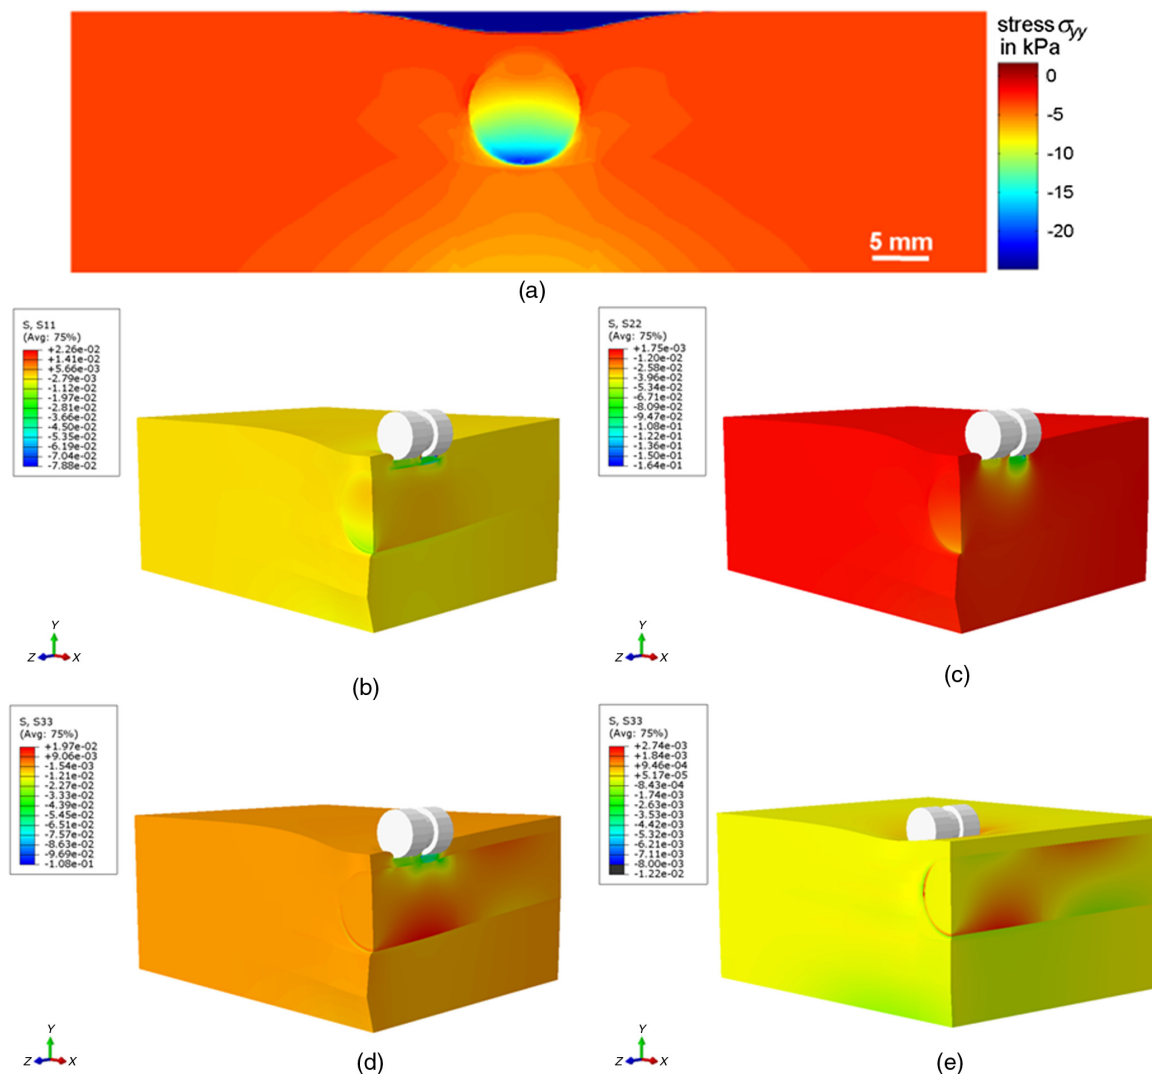 stress σyy
in kPa
0
-5
-10
-15
-20
5 mm
(a)
S, S11
(Avg: 75%)
+2.26e-02
+1.41e-02
+5.66e-03
-2.79e-03
-1.12e-02
-1.97e-02
-2.81e-02
-3.66e-02
-4.50e-02
-5.35e-02
-6.19e-02
-7.04e-02
-7.88e-02
Y
Z X
(b)
S, S22
(Avg: 75%)
+1.75e-03
-1.20e-02
-2.58e-02
-3.96e-02
-5.34e-02
-6.71e-02
-8.09e-02
-9.47e-02
-1.08e-01
-1.22e-01
-1.36e-01
-1.50e-01
-1.64e-01
Y
Z X
(c)
S, S33
(Avg: 75%)
+1.97e-02
+9.06e-03
-1.54e-03
-1.21e-02
-2.27e-02
-3.33e-02
-4.39e-02
-5.45e-02
-6.51e-02
-7.57e-02
-8.63e-02
-9.69e-02
-1.08e-01
Y
Z X
(d)
S, S33
(Avg: 75%)
+2.74e-03
+1.84e-03
+9.46e-04
+5.17e-05
-8.43e-04
-1.74e-03
-2.63e-03
-3.53e-03
-4.42e-03
-5.32e-03
-6.21e-03
-7.11e-03
-8.00e-03
-1.22e-02
Y
Z X
(e)